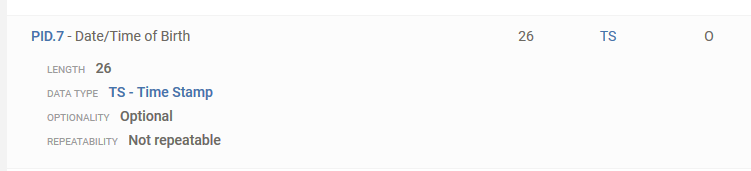 PID.7 - Date/Time of Birth 26 TS O
LENGTH 26
DATA TYPE TS - Time Stamp
OPTIONALITY Optional
REPEATABILITY Not repeatable